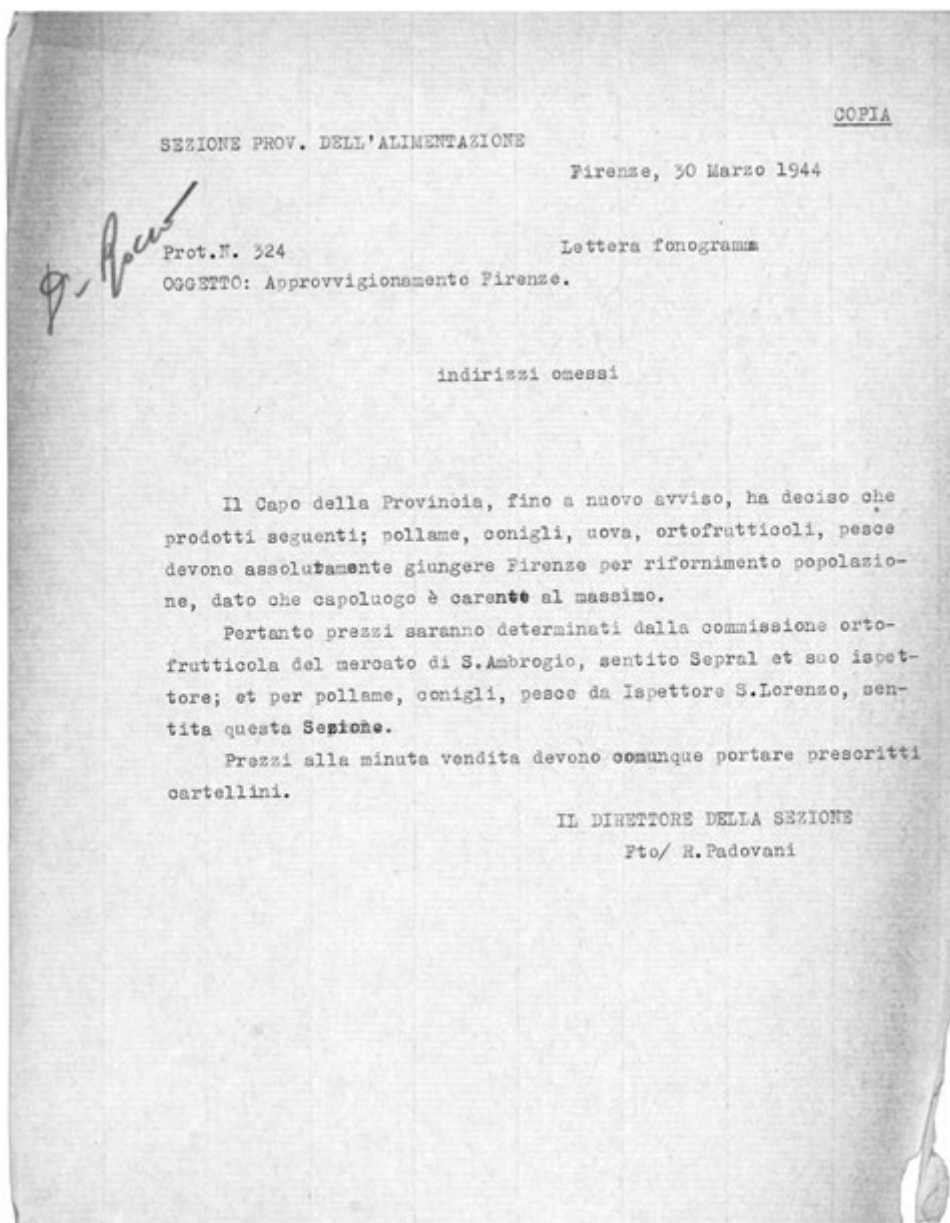 COPIA
SEZIONE PROV. DELL'ALIMENTAZIONE
Firenze, 30 Marzo 1944
Prot.N. 324 Lettera fonogramma
OGGETTO: Approvvigionamento Firenze.
indirizzi omessi
Il Capo della Provincia, fino a nuovo avviso, ha deciso che
prodotti seguenti; pollame, conigli, uova, ortofrutticoli, pesce
devono assolutamente giungere Firenze per rifornimento popolazio-
ne, dato che capoluogo è carente al massimo.
Pertanto prezzi saranno determinati dalla commissione orto-
frutticola del mercato di S.Ambrogio, sentito Sepral et suo ispet-
tore; et per pollame, conigli, pesce da Ispettore S.Lorenzo, sen-
tita questa Sezione.
Prezzi alla minuta vendita devono comunque portare prescritti
cartellini.
IL DIRETTORE DELLA SEZIONE
Fto/ R.Padovani